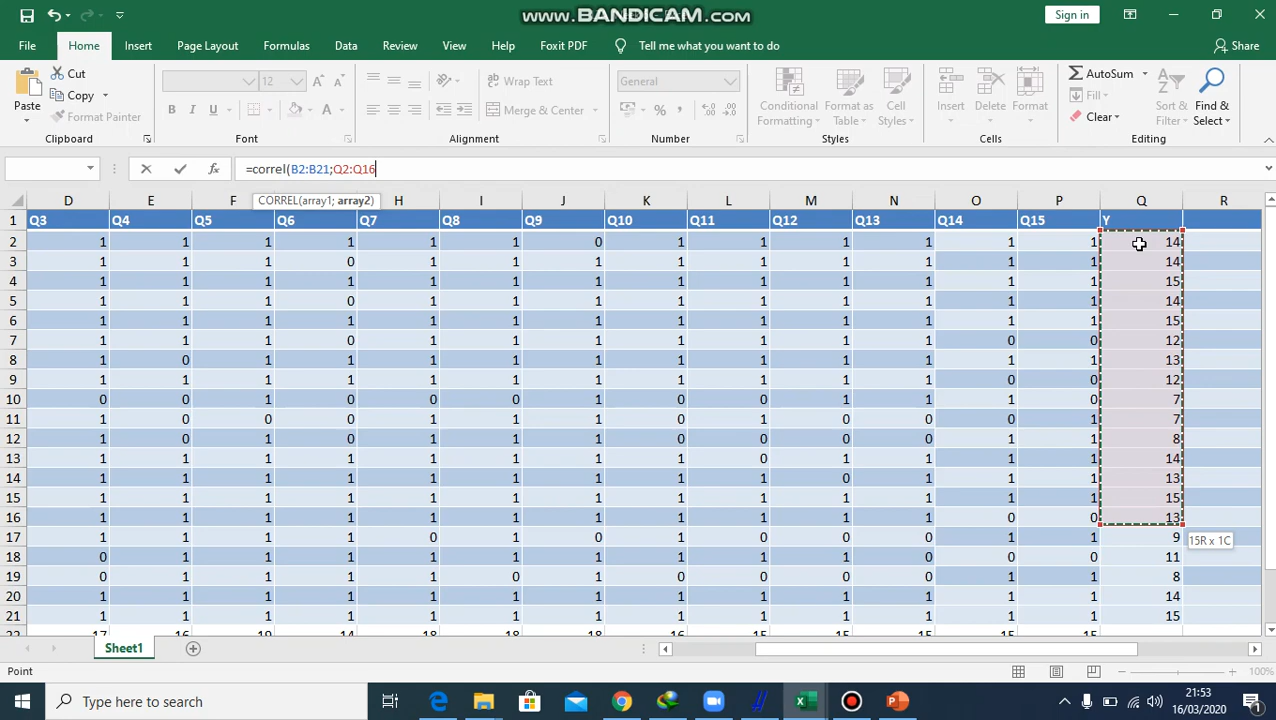 www.BANDICAM.com
Sign in
File Home Insert Page Layout Formulas Data Review View Help Foxit PDF Tell me what you want to do Share
Paste
Cut
Copy
Format Painter
Clipboard
12
B I U
Font
Wrap Text
Merge & Center
Alignment
General
Number
Conditional Formatting
Format as Table
Cell Styles
Styles
Insert Delete Format
Cells
AutoSum
Fill
Clear
Sort & Filter
Find & Select
Editing
=correl(B2:B21;Q2:Q16
CORREL(array1; array2)
D E F G H I J K L M N O P Q R
1 Q3 Q4 Q5 Q6 Q7 Q8 Q9 Q10 Q11 Q12 Q13 Q14 Q15 Y
2 1 1 1 1 1 1 0 1 1 1 1 1 1 14
3 1 1 1 0 1 1 1 1 1 1 1 1 1 14
4 1 1 1 1 1 1 1 1 1 1 1 1 1 15
5 1 1 1 0 1 1 1 1 1 1 1 1 1 14
6 1 1 1 1 1 1 1 1 1 1 1 1 1 15
7 1 1 1 0 1 1 1 1 1 1 1 0 0 12
8 1 0 1 1 1 1 1 1 1 1 1 1 0 13
9 1 1 1 1 1 1 1 1 1 1 1 0 0 12
10 0 0 1 0 0 0 1 0 0 1 1 1 0 7
11 1 0 0 0 1 1 1 0 1 0 0 0 1 7
12 1 0 1 0 1 1 1 0 0 0 0 1 1 8
13 1 1 1 1 1 1 1 1 0 1 1 1 1 14
14 1 1 1 1 1 1 1 1 1 0 1 1 1 13
15 1 1 1 1 1 1 1 1 1 1 1 1 1 15
16 1 1 1 1 1 1 1 1 1 1 1 0 0 13
17 1 1 1 1 0 1 0 1 0 0 0 1 1 9
18 0 1 1 1 1 1 1 1 1 1 1 0 0 11
19 0 1 1 1 1 0 1 0 0 0 0 1 1 8
20 1 1 1 1 1 1 1 1 1 1 1 1 1 14
21 1 1 1 1 1 1 1 1 1 1 1 1 1 15
22 17 16 19 14 18 18 18 16 15 15 15 15 15
15R x 1C
Sheet1
Point
100%
Type here to search
21:53
16/03/2020
1